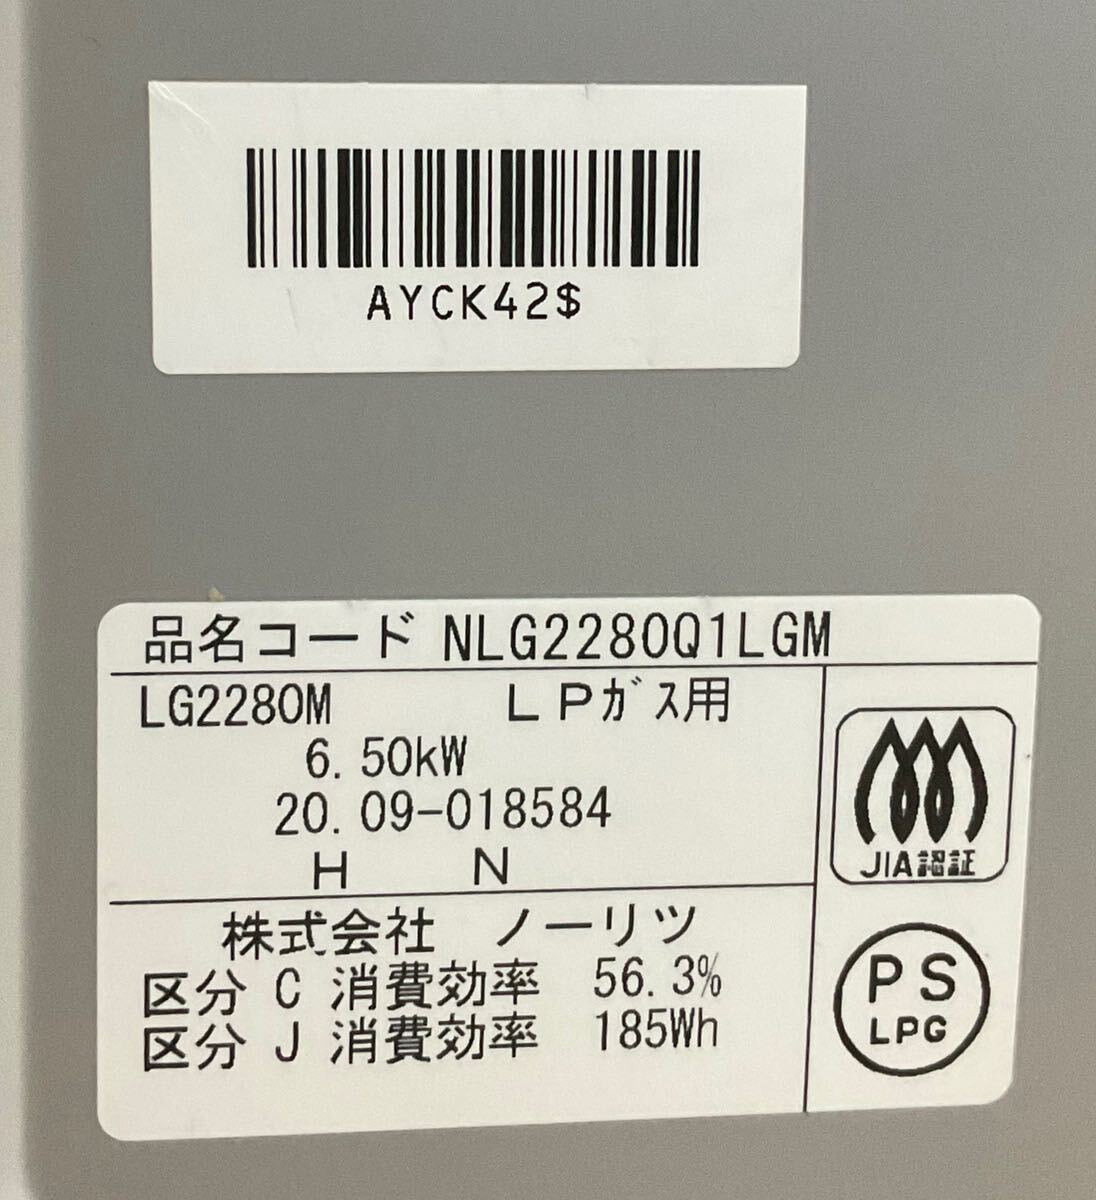 AYCK42$
品名コード NLG2280Q1LGM
LG2280M LPガス用
6.50kW
20.09-018584
H N
株式会社 ノーリツ
区分 C 消費効率 56.3%
区分 J 消費効率 185Wh
JIA認証
PS
LPG